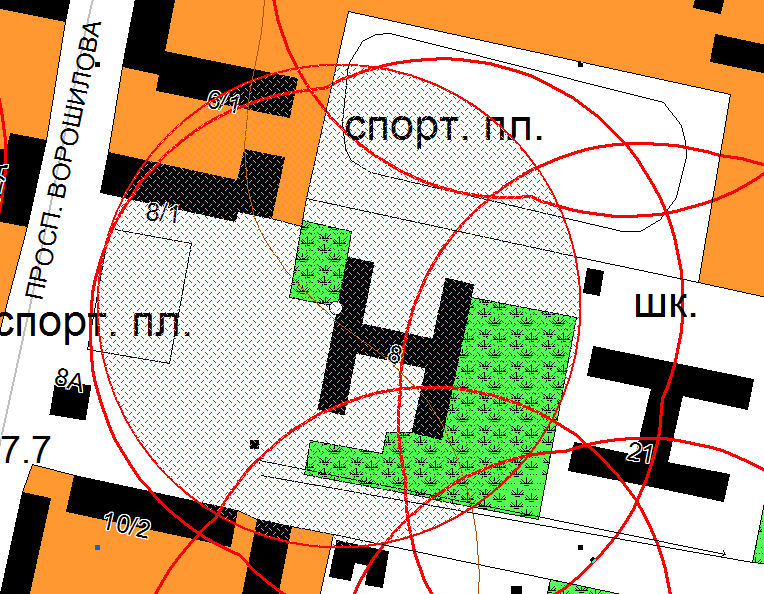 6/1
спорт. пл.
ПРОСП. ВОРОШИЛОВА
8/1
шк.
спорт. пл.
8
8А
7.7
21
10/2